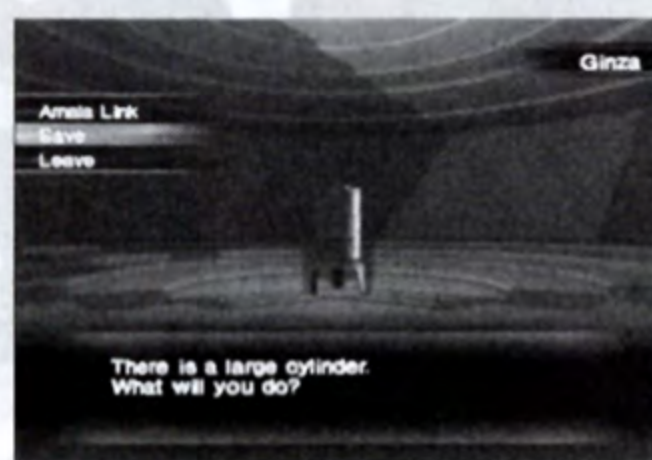 Ginza
Amala Link
Save
Leave
There is a large cylinder.
What will you do?